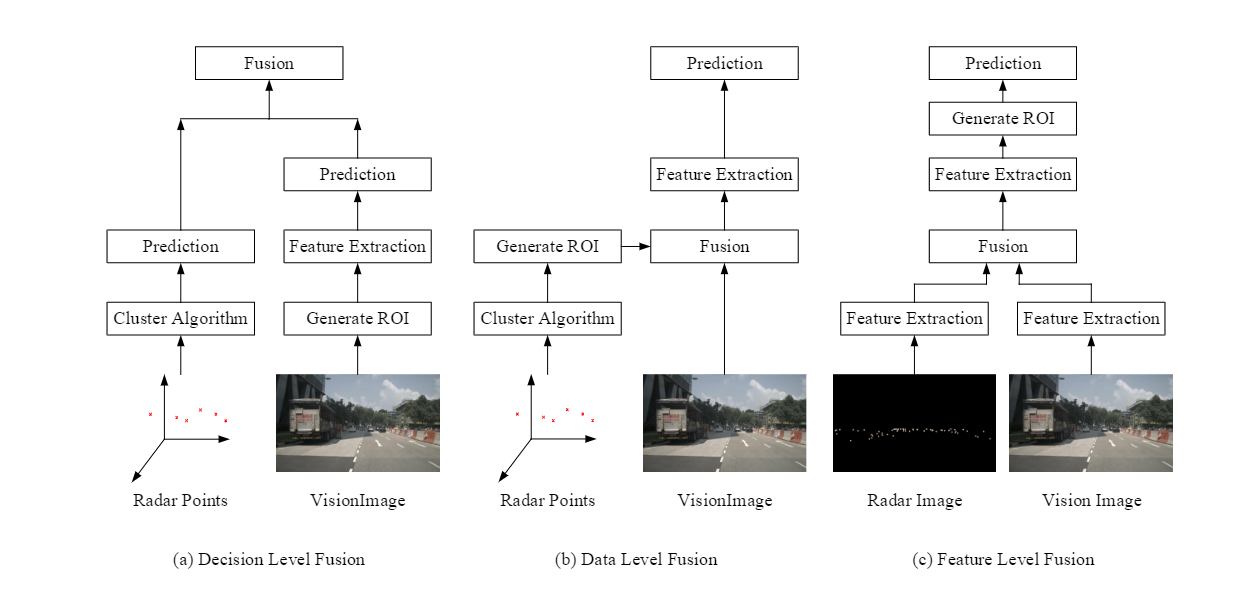 Fusion
Prediction
Prediction
Feature Extraction
Cluster Algorithm
Generate ROI
Radar Points
VisionImage
(a) Decision Level Fusion
Prediction
Feature Extraction
Generate ROI
Fusion
Cluster Algorithm
Radar Points
VisionImage
(b) Data Level Fusion
Prediction
Generate ROI
Feature Extraction
Fusion
Feature Extraction
Feature Extraction
Radar Image
Vision Image
(c) Feature Level Fusion